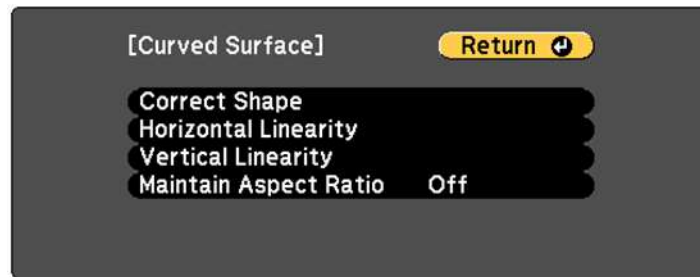 [Curved Surface] Return
Correct Shape
Horizontal Linearity
Vertical Linearity
Maintain Aspect Ratio Off